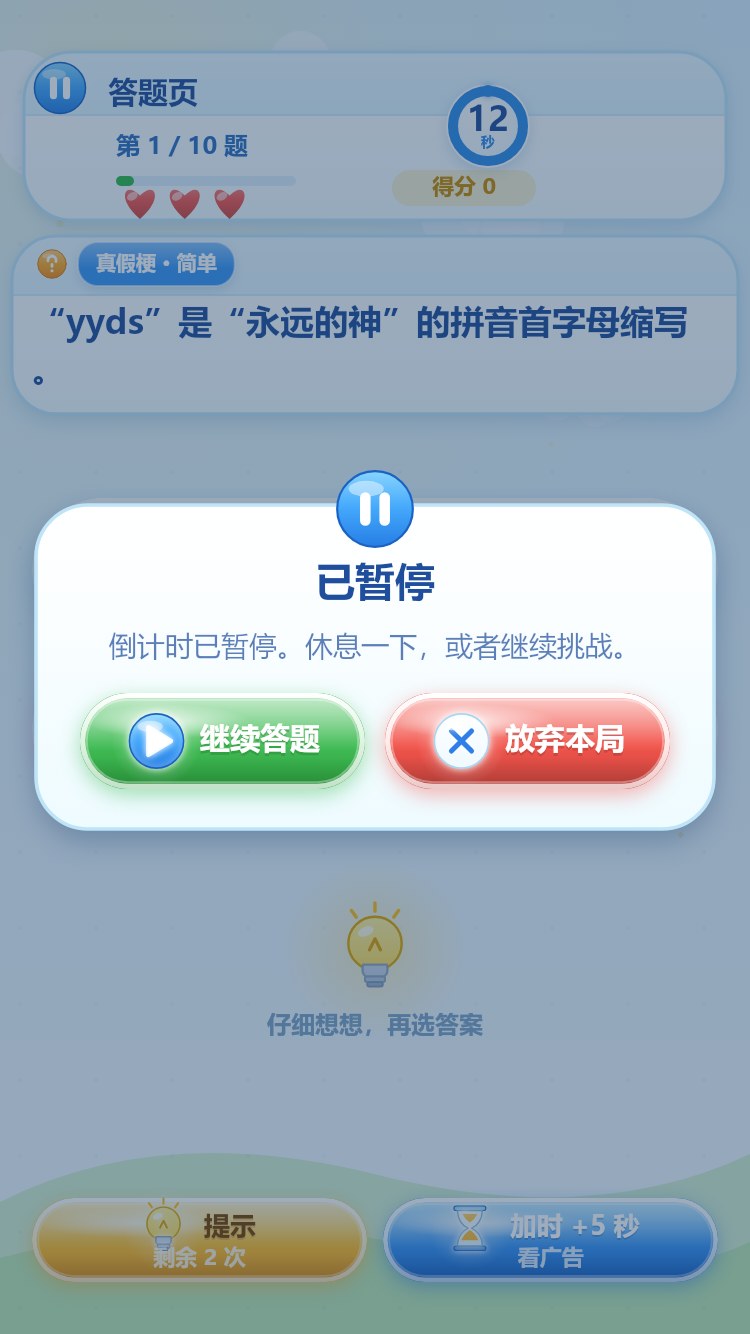 答题页
第 1 / 10 题
12
秒
得分 0
真假梗·简单
“yyds”是“永远的神”的拼音首字母缩写
。
已暂停
倒计时已暂停。休息一下，或者继续挑战。
继续答题
放弃本局
仔细想想，再选答案
提示
剩余 2 次
加时 +5 秒
看广告